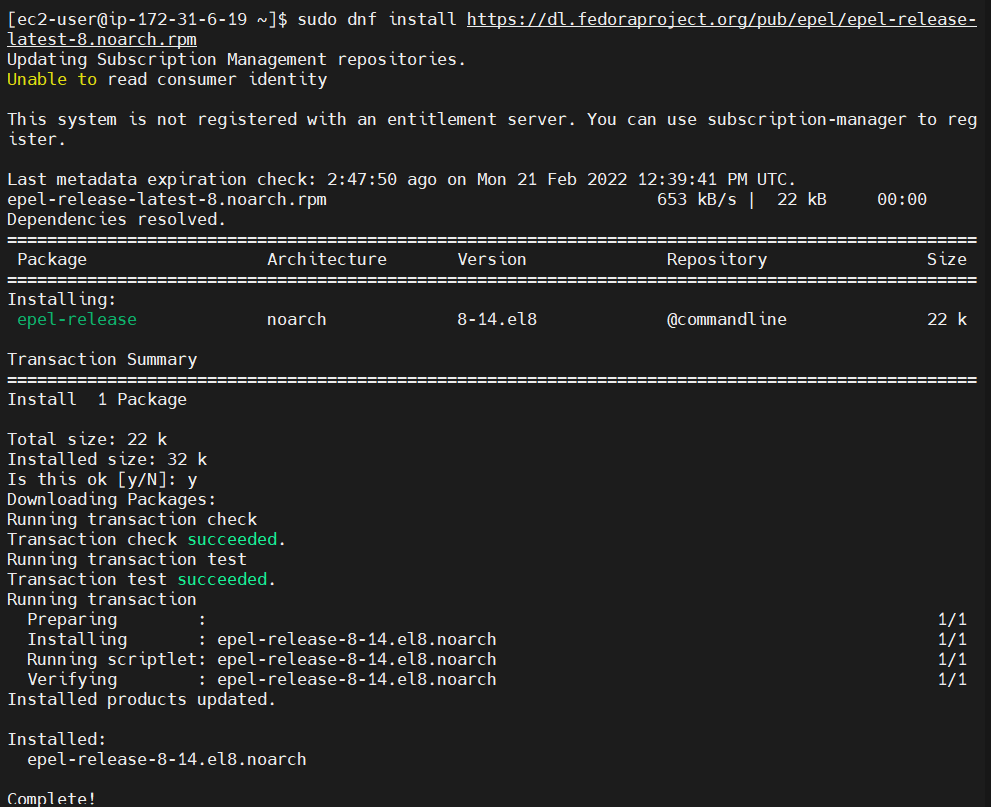 [ec2-user@ip-172-31-6-19 ~]$ sudo dnf install https://dl.fedoraproject.org/pub/epel/epel-release-
latest-8.noarch.rpm
Updating Subscription Management repositories.
Unable to read consumer identity
This system is not registered with an entitlement server. You can use subscription-manager to reg
ister.
Last metadata expiration check: 2:47:50 ago on Mon 21 Feb 2022 12:39:41 PM UTC.
epel-release-latest-8.noarch.rpm                                 653 kB/s |  22 kB     00:00
Dependencies resolved.
=================================================================================================
 Package                  Architecture       Version              Repository                Size
=================================================================================================
Installing:
 epel-release             noarch             8-14.el8             @commandline              22 k
Transaction Summary
=================================================================================================
Install  1 Package
Total size: 22 k
Installed size: 32 k
Is this ok [y/N]: y
Downloading Packages:
Running transaction check
Transaction check succeeded.
Running transaction test
Transaction test succeeded.
Running transaction
  Preparing        :                                                                         1/1
  Installing       : epel-release-8-14.el8.noarch                                            1/1
  Running scriptlet: epel-release-8-14.el8.noarch                                            1/1
  Verifying        : epel-release-8-14.el8.noarch                                            1/1
Installed products updated.
Installed:
  epel-release-8-14.el8.noarch
Complete!